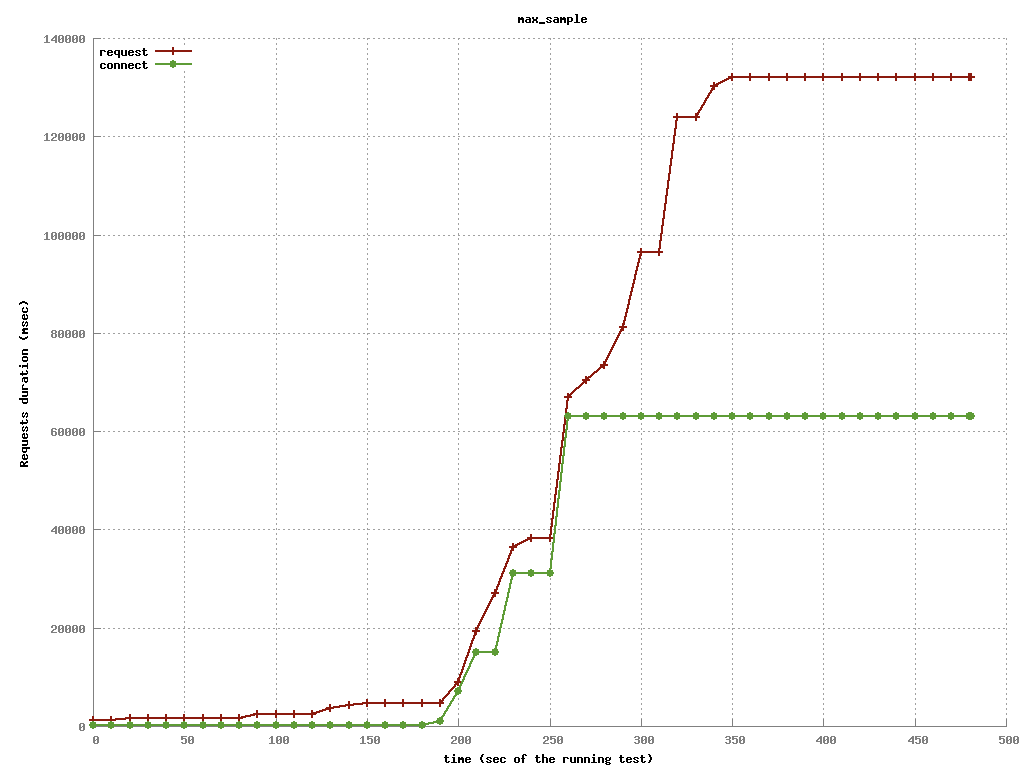 max_sample
request
connect
140000
120000
100000
80000
60000
40000
20000
0
Requests duration (msec)
0 50 100 150 200 250 300 350 400 450 500
time (sec of the running test)